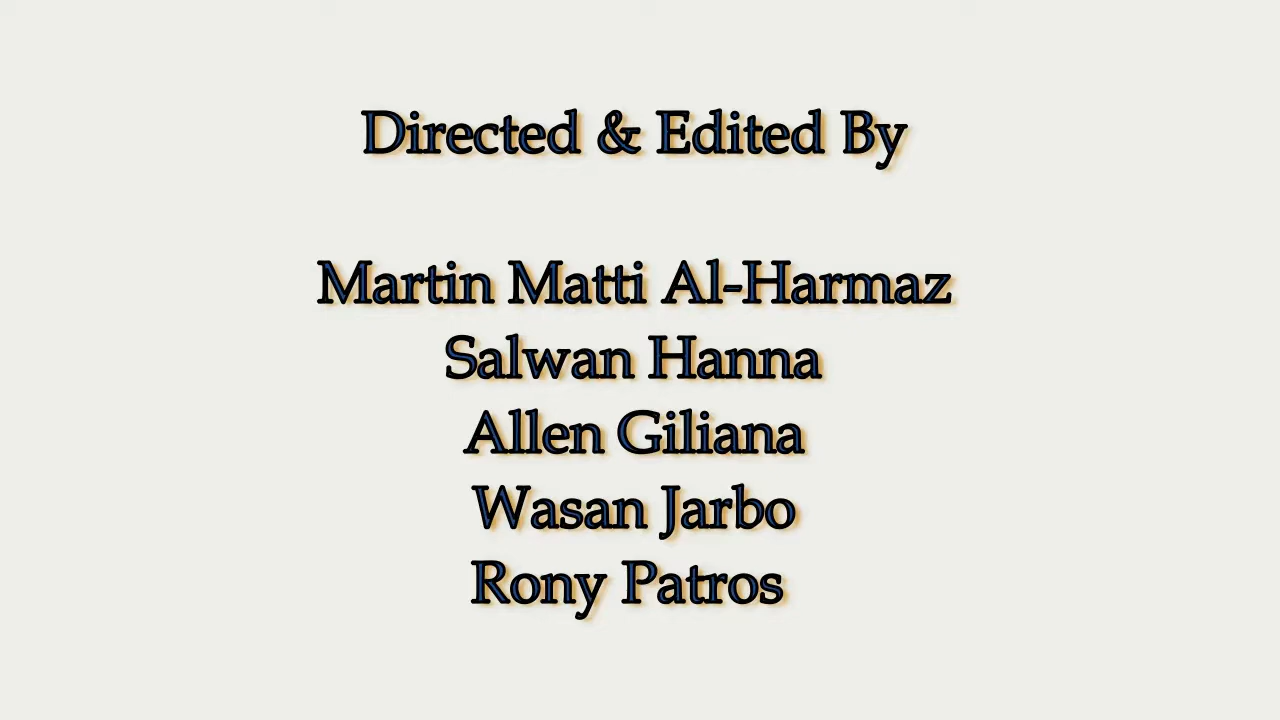 Directed & Edited By
Martin Matti Al-Harmaz
Salwan Hanna
Allen Giliana
Wasan Jarbo
Rony Patros